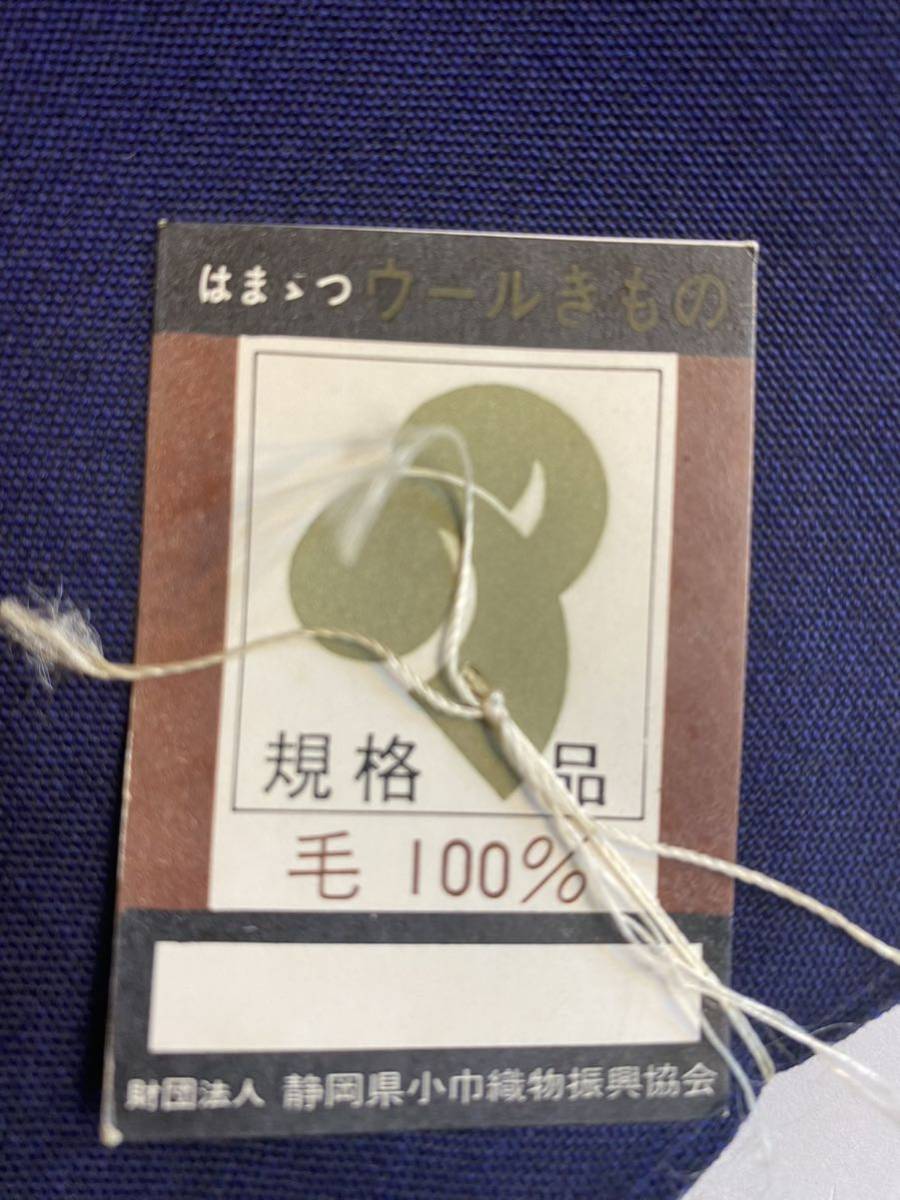 はまゝつ ウールきもの
規格 品
毛 100%
財団法人 静岡県小巾織物振興協会